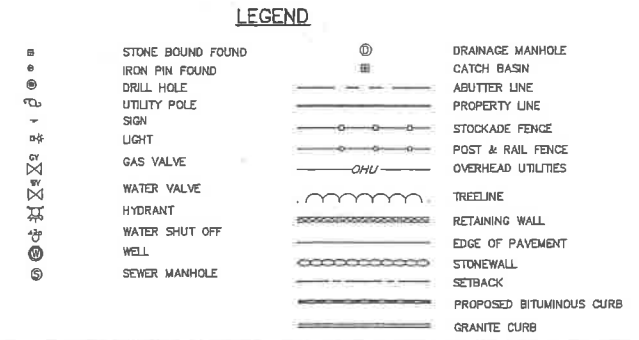 LEGEND
STONE BOUND FOUND
IRON PIN FOUND
DRILL HOLE
UTILITY POLE
SIGN
LIGHT
GV GAS VALVE
WV WATER VALVE
HYDRANT
WATER SHUT OFF
W WELL
S SEWER MANHOLE
D DRAINAGE MANHOLE
CATCH BASIN
ABUTTER LINE
PROPERTY LINE
STOCKADE FENCE
POST & RAIL FENCE
OHU OVERHEAD UTILITIES
TREELINE
RETAINING WALL
EDGE OF PAVEMENT
STONEWALL
SETBACK
PROPOSED BITUMINOUS CURB
GRANITE CURB